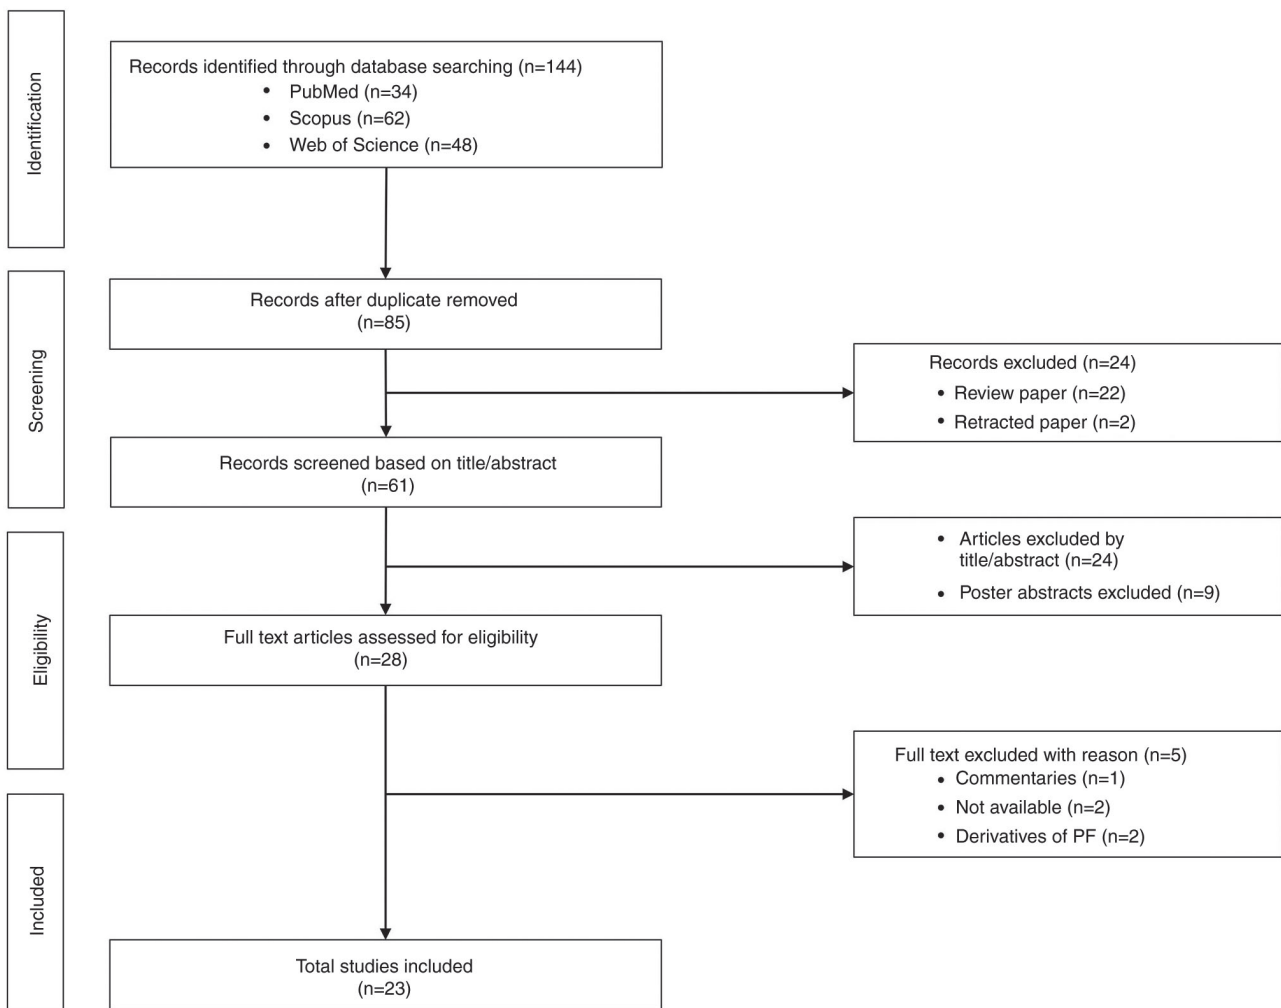 Identification
Records identified through database searching (n=144)
• PubMed (n=34)
• Scopus (n=62)
• Web of Science (n=48)
Screening
Records after duplicate removed
(n=85)
Records excluded (n=24)
• Review paper (n=22)
• Retracted paper (n=2)
Records screened based on title/abstract
(n=61)
Eligibility
• Articles excluded by
title/abstract (n=24)
• Poster abstracts excluded (n=9)
Full text articles assessed for eligibility
(n=28)
Full text excluded with reason (n=5)
• Commentaries (n=1)
• Not available (n=2)
• Derivatives of PF (n=2)
Included
Total studies included
(n=23)